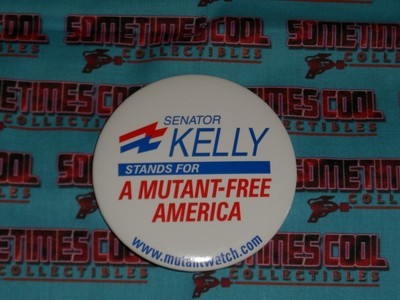 SOMETIMES COOL
COLLECTIBLES
SENATOR
KELLY
STANDS FOR
A MUTANT-FREE
AMERICA
www.mutantwatch.com